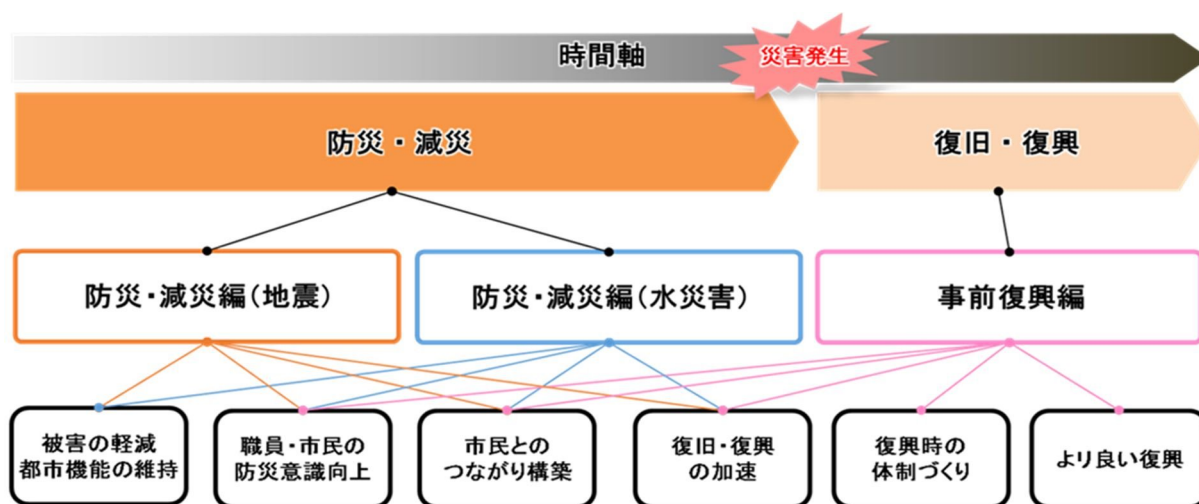 時間軸
災害発生
防災・減災
復旧・復興
防災・減災編(地震)
防災・減災編(水災害)
事前復興編
被害の軽減
都市機能の維持
職員・市民の
防災意識向上
市民との
つながり構築
復旧・復興
の加速
復興時の
体制づくり
より良い復興